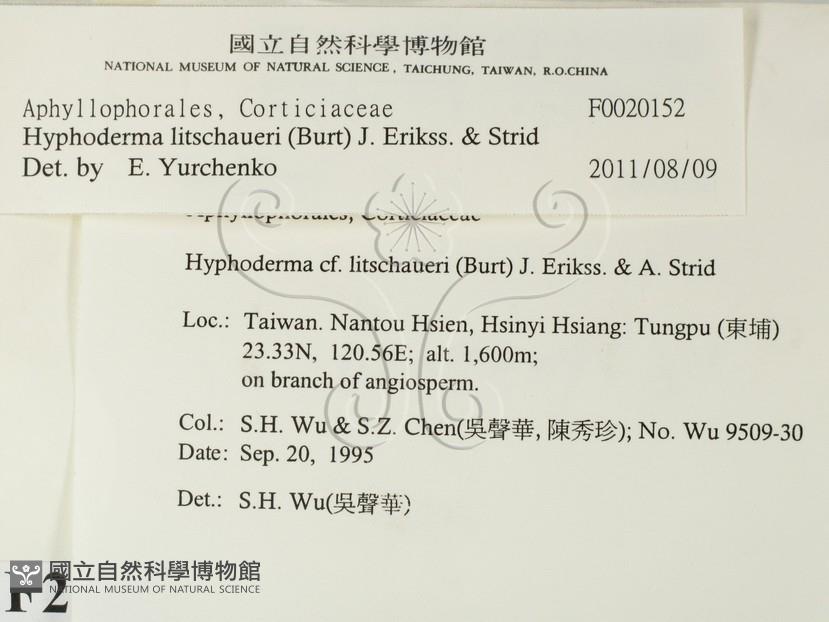 國立自然科學博物館
NATIONAL MUSEUM OF NATURAL SCIENCE, TAICHUNG, TAIWAN, R.O.CHINA
Aphyllophorales, Corticiaceae F0020152
Hyphoderma litschaueri (Burt) J. Erikss. & Strid
Det. by E. Yurchenko 2011/08/09
Aphyllophorales, Corticiaceae
Hyphoderma cf. litschaueri (Burt) J. Erikss. & A. Strid
Loc.: Taiwan. Nantou Hsien, Hsinyi Hsiang: Tungpu (東埔)
23.33N, 120.56E; alt. 1,600m;
on branch of angiosperm.
Col.: S.H. Wu & S.Z. Chen(吳聲華, 陳秀珍); No. Wu 9509-30
Date: Sep. 20, 1995
Det.: S.H. Wu(吳聲華)
國立自然科學博物館
NATIONAL MUSEUM OF NATURAL SCIENCE
F2